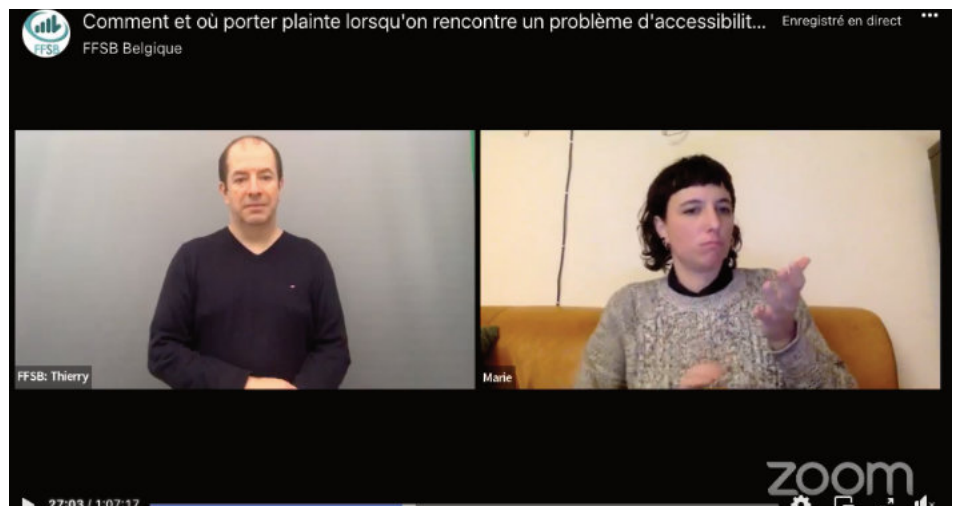 Comment et où porter plainte lorsqu'on rencontre un problème d'accessibilit...
Enregistré en direct
FFSB
FFSB Belgique
FFSB: Thierry
Marie
zoom
27:03 / 1:07:17